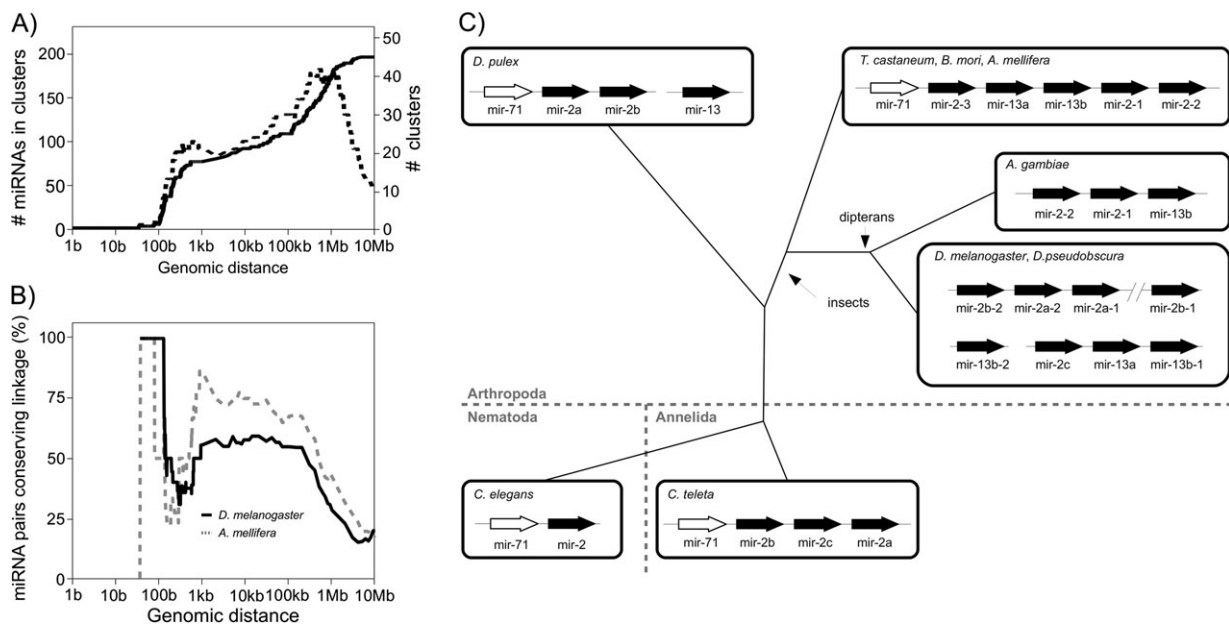 A)
# miRNAs in clusters
200
150
100
50
0
50
40
30
20
10
0
# clusters
1b 10b 100b 1kb 10kb 100kb 1Mb 10Mb
Genomic distance
B)
miRNA pairs conserving linkage (%)
100
75
50
25
0
D. melanogaster
A. mellifera
1b 10b 100b 1kb 10kb 100kb 1Mb 10Mb
Genomic distance
C)
D. pulex
mir-71 mir-2a mir-2b mir-13
T. castaneum, B. mori, A. mellifera
mir-71 mir-2-3 mir-13a mir-13b mir-2-1 mir-2-2
A. gambiae
mir-2-2 mir-2-1 mir-13b
dipterans
insects
D. melanogaster, D.pseudobscura
mir-2b-2 mir-2a-2 mir-2a-1 mir-2b-1
mir-13b-2 mir-2c mir-13a mir-13b-1
Arthropoda
Nematoda Annelida
C. elegans
mir-71 mir-2
C. teleta
mir-71 mir-2b mir-2c mir-2a